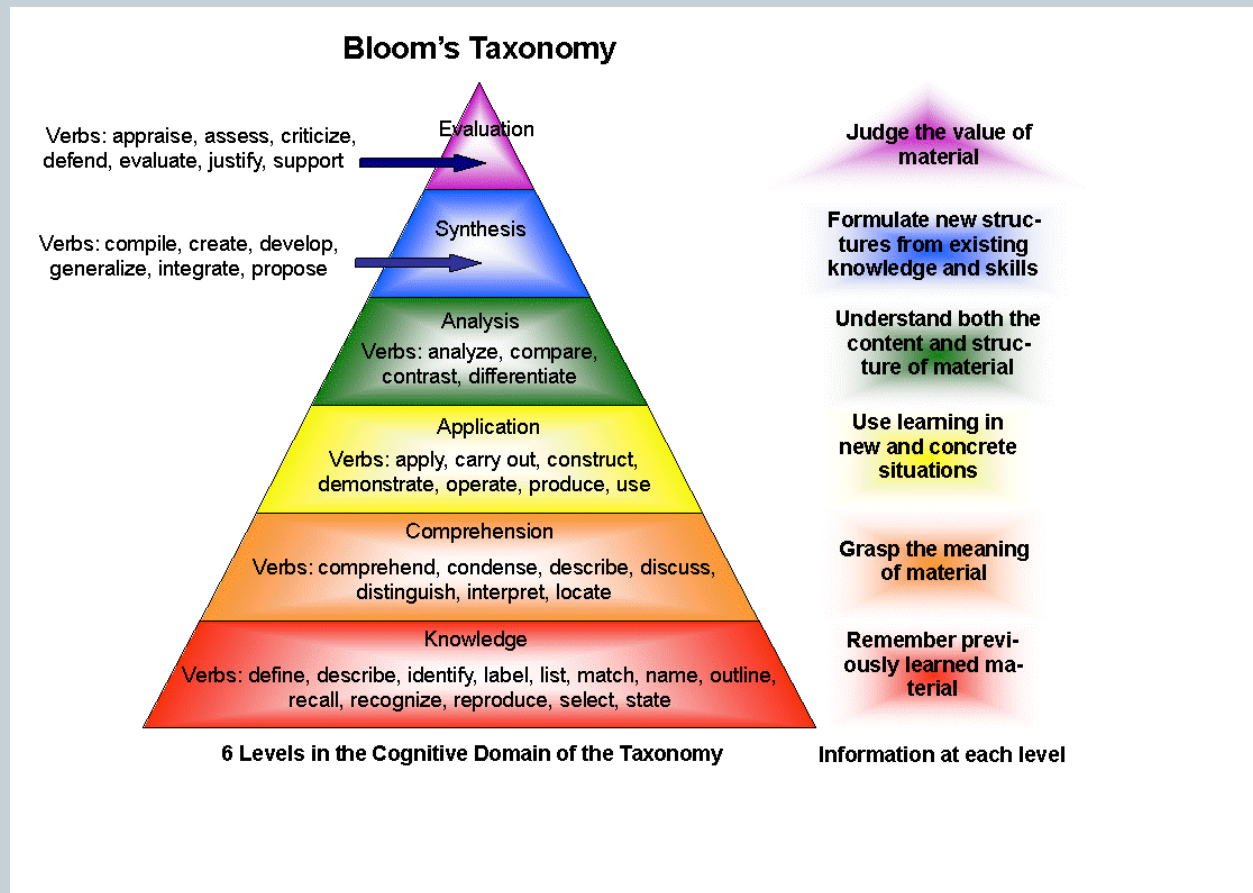 Bloom's Taxonomy
Verbs: appraise, assess, criticize,
defend, evaluate, justify, support
Evaluation
Judge the value of
material
Verbs: compile, create, develop,
generalize, integrate, propose
Synthesis
Formulate new struc-
tures from existing
knowledge and skills
Analysis
Verbs: analyze, compare,
contrast, differentiate
Understand both the
content and struc-
ture of material
Application
Verbs: apply, carry out, construct,
demonstrate, operate, produce, use
Use learning in
new and concrete
situations
Comprehension
Verbs: comprehend, condense, describe, discuss,
distinguish, interpret, locate
Grasp the meaning
of material
Knowledge
Verbs: define, describe, identify, label, list, match, name, outline,
recall, recognize, reproduce, select, state
Remember previ-
ously learned ma-
terial
6 Levels in the Cognitive Domain of the Taxonomy
Information at each level